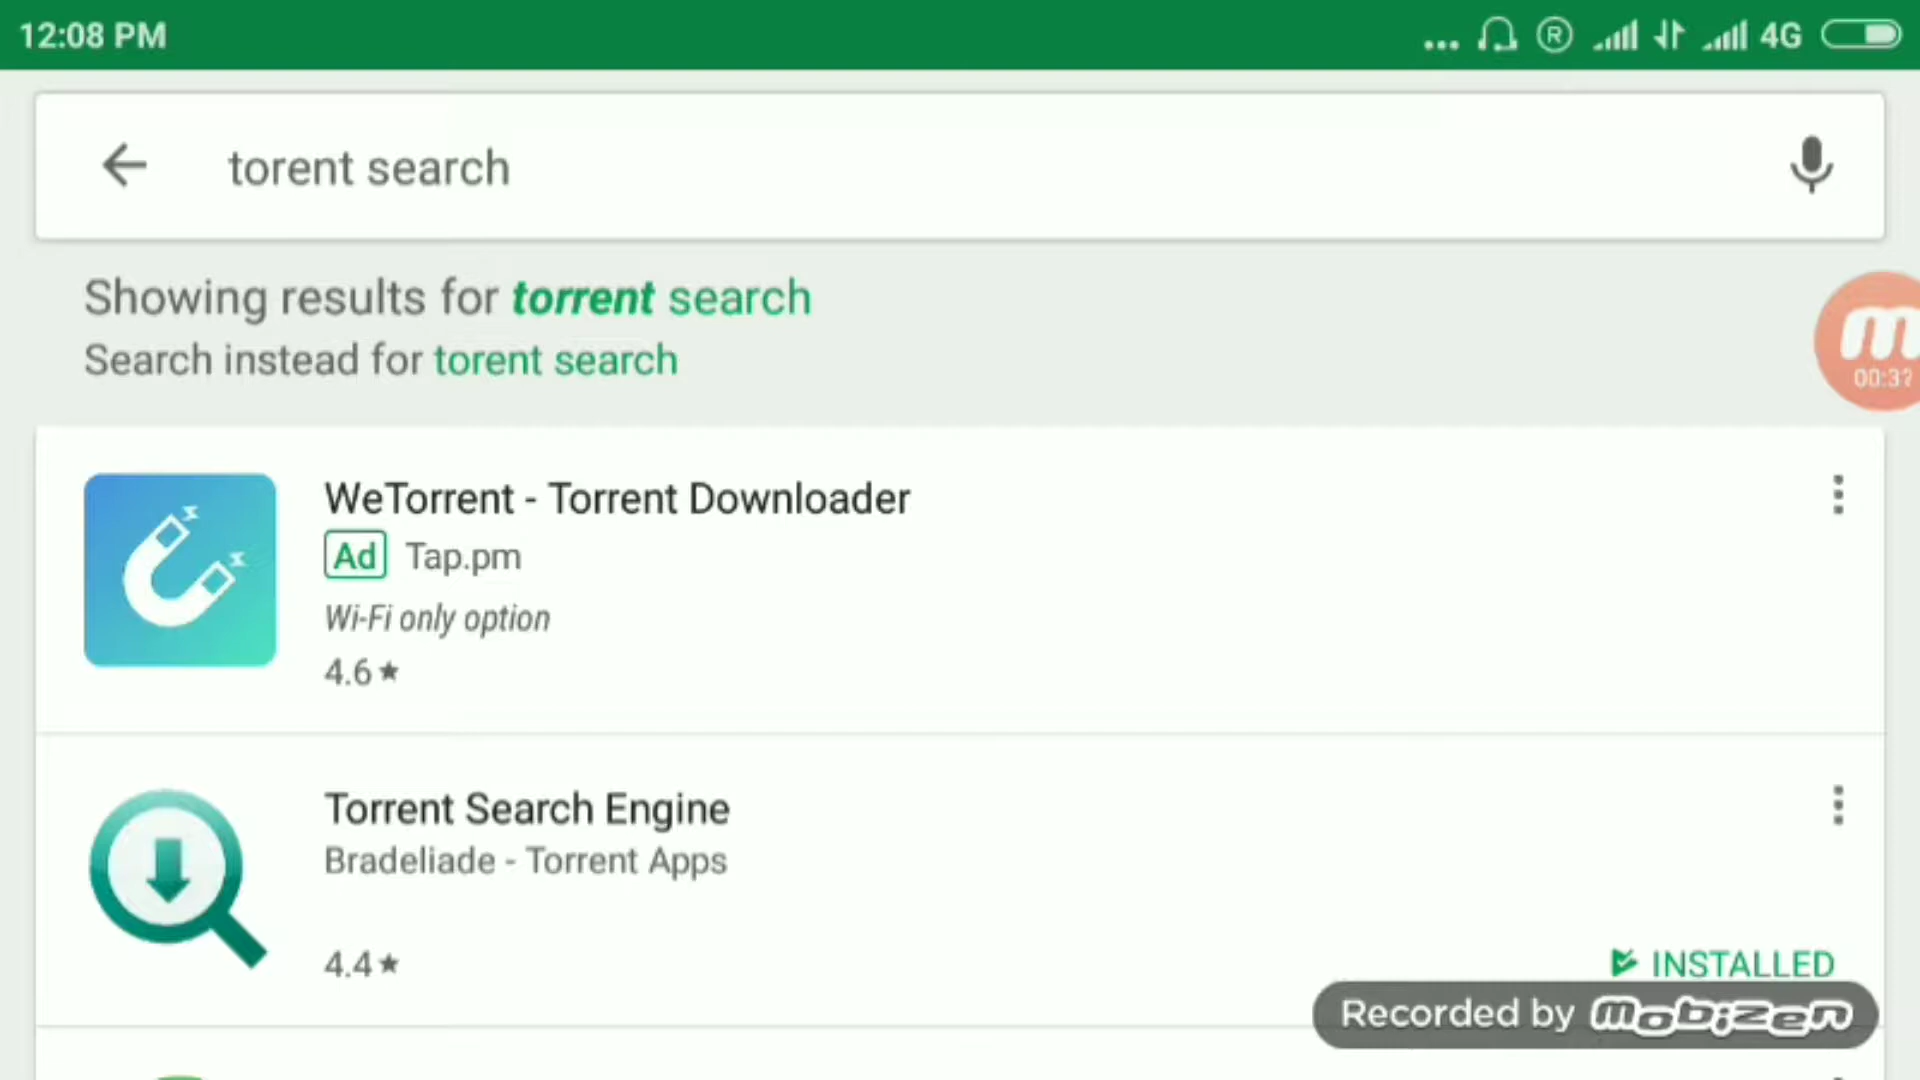 12:08 PM
... R 4G
torent search
Showing results for torrent search
Search instead for torent search
m
WeTorrent - Torrent Downloader
Ad Tap.pm
Wi-Fi only option
4.6★
Torrent Search Engine
Bradeliade - Torrent Apps
4.4★
INSTALLED
Recorded by mobizen